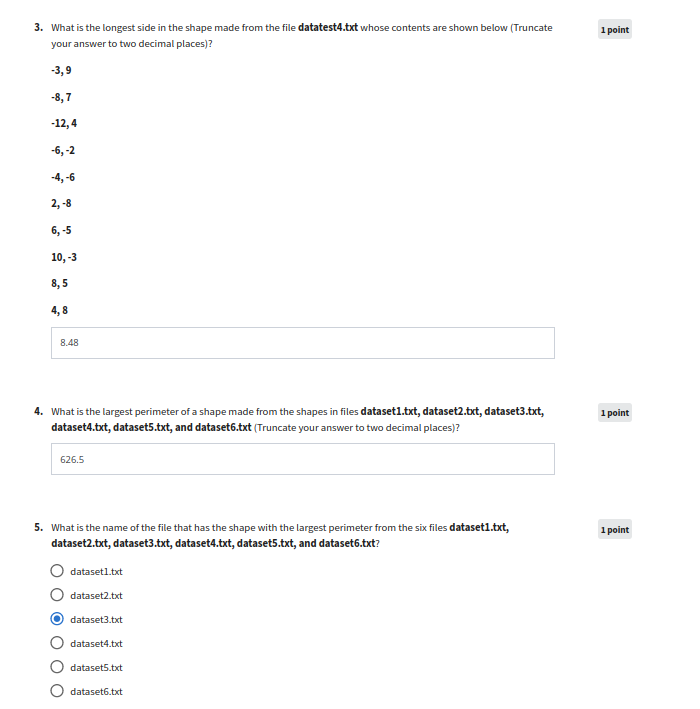 3. What is the longest side in the shape made from the file datatest4.txt whose contents are shown below (Truncate
your answer to two decimal places)?
1 point
-3, 9
-8, 7
-12, 4
-6, -2
-4, -6
2, -8
6, -5
10, -3
8, 5
4, 8
8.48
4. What is the largest perimeter of a shape made from the shapes in files dataset1.txt, dataset2.txt, dataset3.txt,
dataset4.txt, dataset5.txt, and dataset6.txt (Truncate your answer to two decimal places)?
1 point
626.5
5. What is the name of the file that has the shape with the largest perimeter from the six files dataset1.txt,
dataset2.txt, dataset3.txt, dataset4.txt, dataset5.txt, and dataset6.txt?
1 point
dataset1.txt
dataset2.txt
dataset3.txt
dataset4.txt
dataset5.txt
dataset6.txt